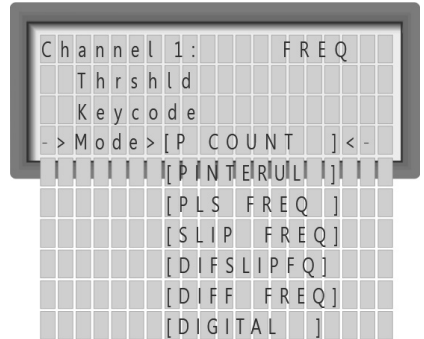 Channel 1: FREQ
Thrshld
Keycode
->Mode>[P COUNT ]<-
[PINTERUL ]
[PLS FREQ ]
[SLIP FREQ]
[DIFSLIPFQ]
[DIFF FREQ]
[DIGITAL ]